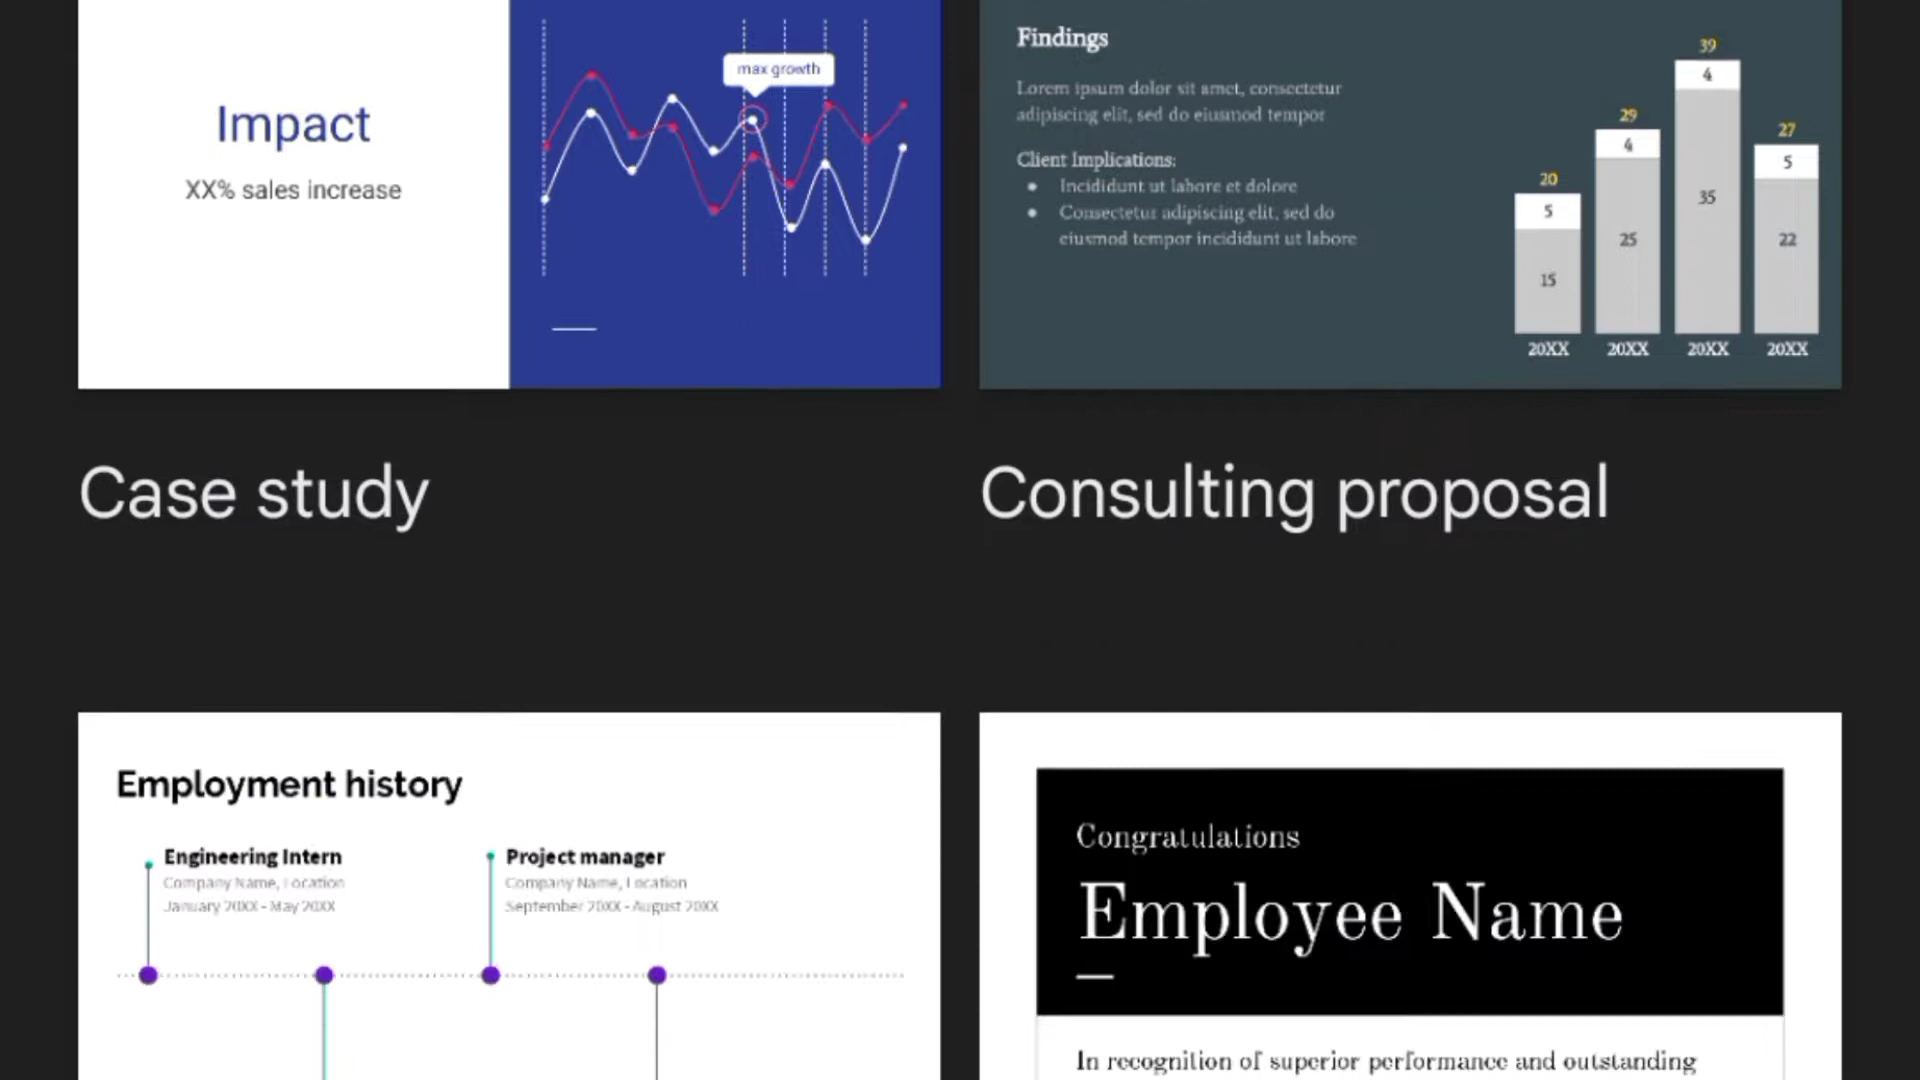 Impact
XX% sales increase
max growth
Findings
Lorem ipsum dolor sit amet, consectetur
adipiscing elit, sed do eiusmod tempor
Client Implications:
Incididunt ut labore et dolore
Consectetur adipiscing elit, sed do
eiusmod tempor incididunt ut labore
20
5
15
20XX
29
4
25
20XX
39
4
35
20XX
27
5
22
20XX
Case study
Consulting proposal
Employment history
Engineering Intern
Company Name, Location
January 20XX - May 20XX
Project manager
Company Name, Location
September 20XX - August 20XX
Congratulations
Employee Name
In recognition of superior performance and outstanding